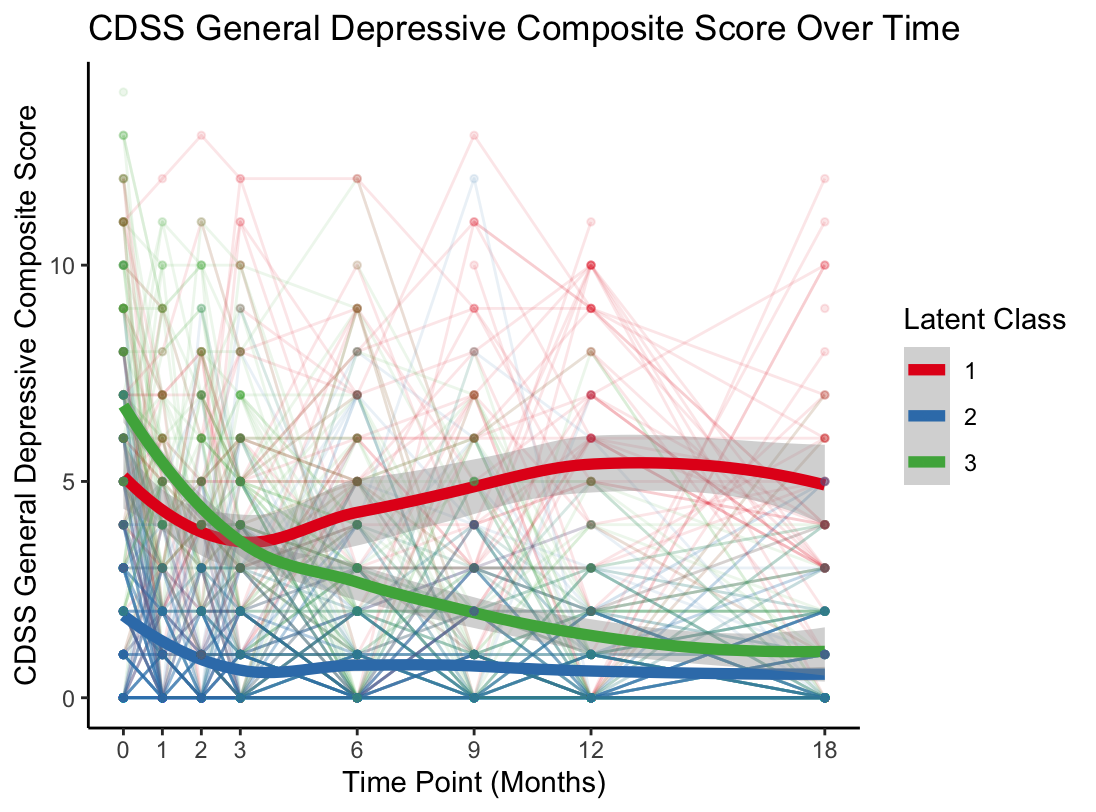 CDSS General Depressive Composite Score Over Time
CDSS General Depressive Composite Score
10
5
0
0 1 2 3 6 9 12 18
Time Point (Months)
Latent Class
1
2
3